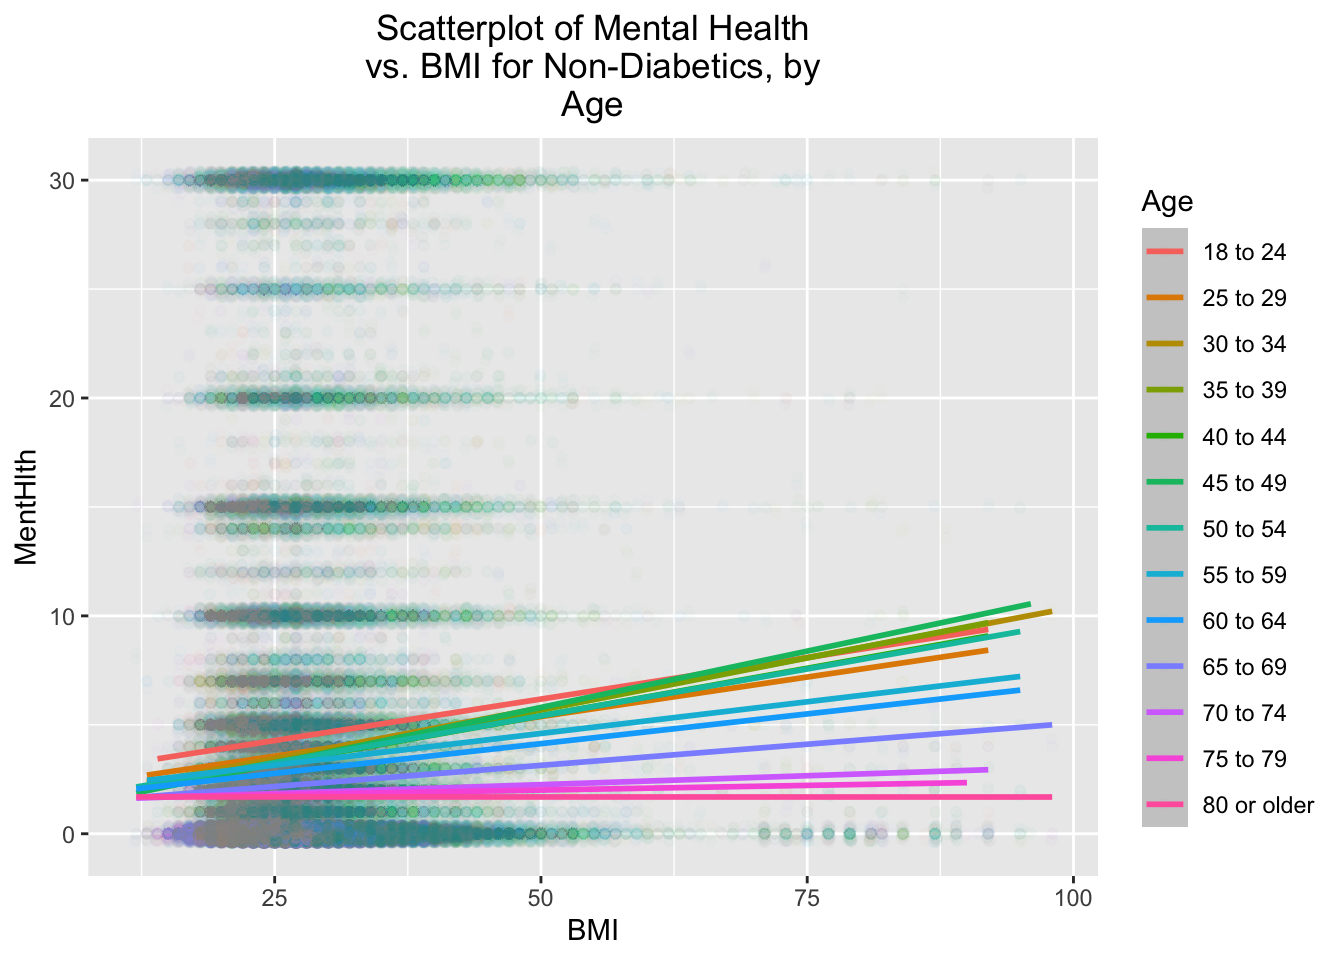 Scatterplot of Mental Health
vs. BMI for Non-Diabetics, by
Age
30
20
10
0
MentHlth
25
50
75
100
BMI
Age
18 to 24
25 to 29
30 to 34
35 to 39
40 to 44
45 to 49
50 to 54
55 to 59
60 to 64
65 to 69
70 to 74
75 to 79
80 or older